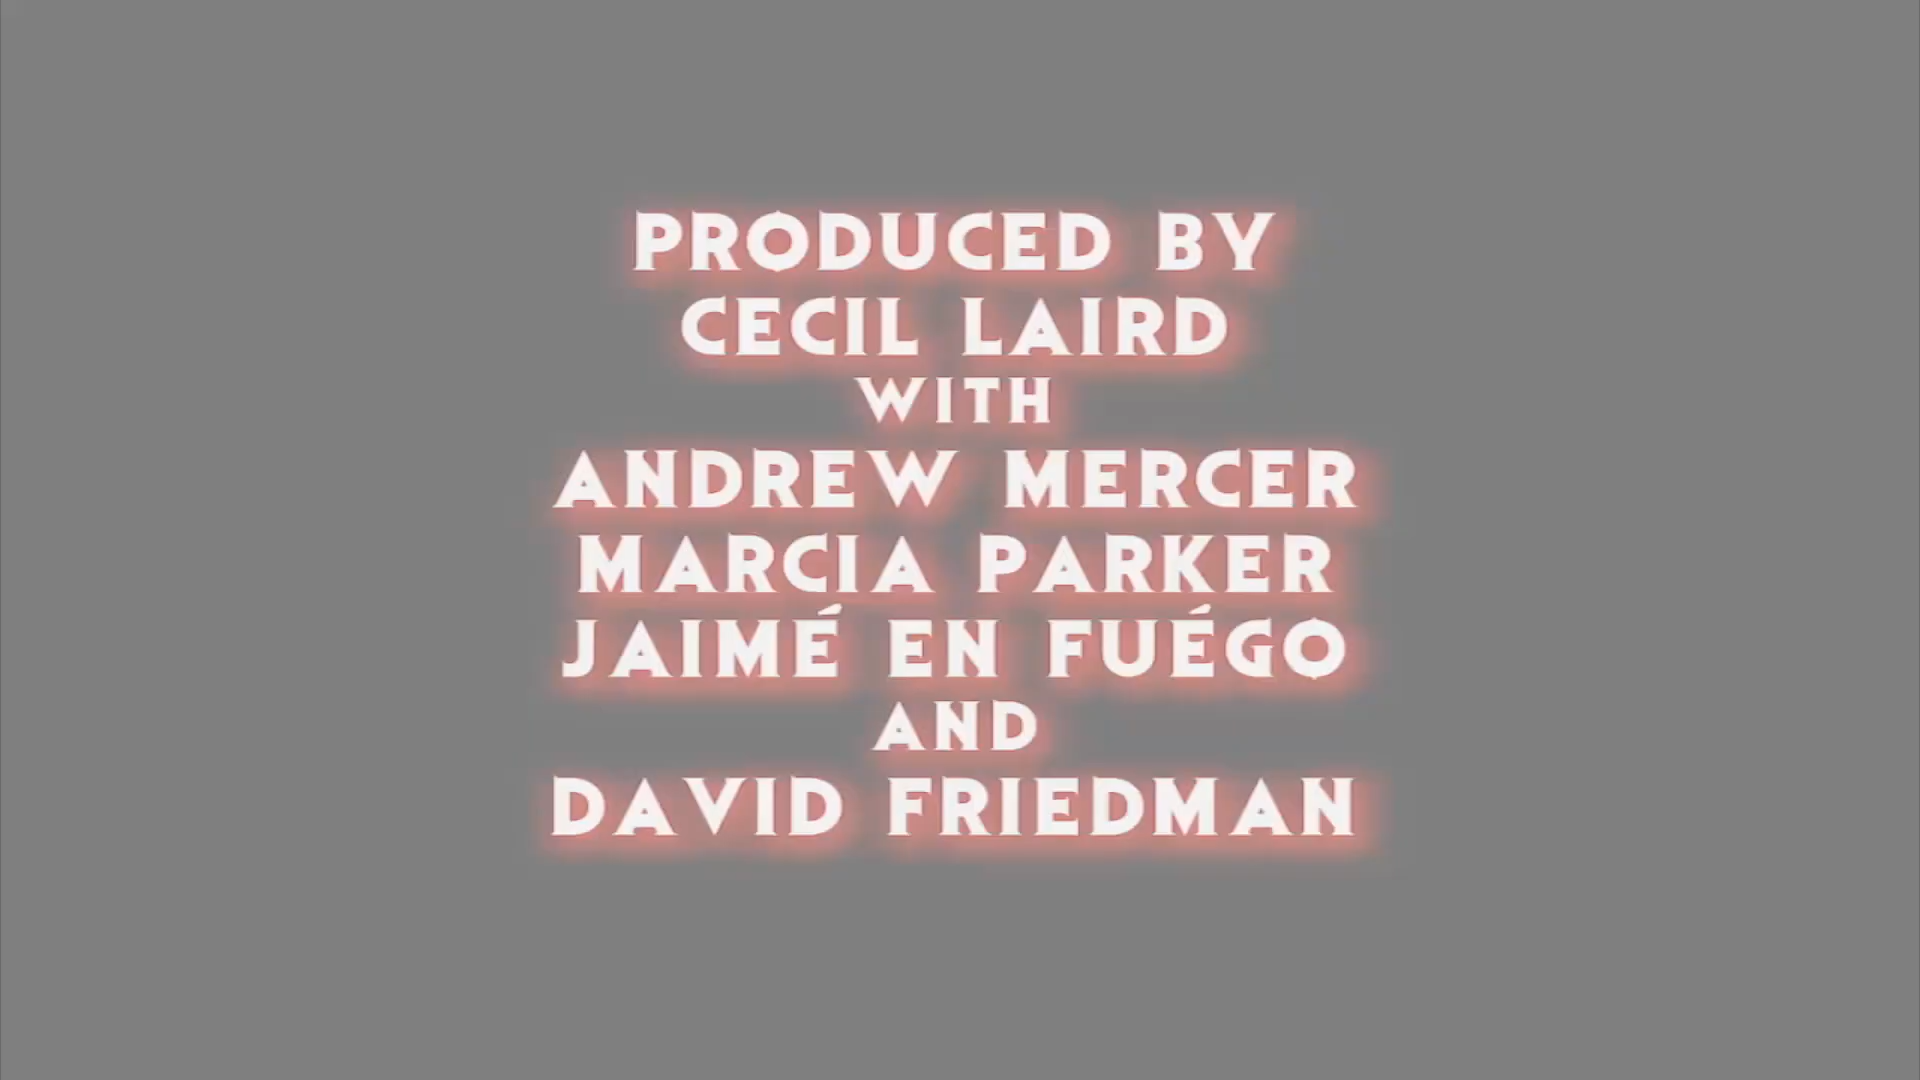 PRODUCED BY
CECIL LAIRD
WITH
ANDREW MERCER
MARCIA PARKER
JAIMÉ EN FUÉGO
AND
DAVID FRIEDMAN